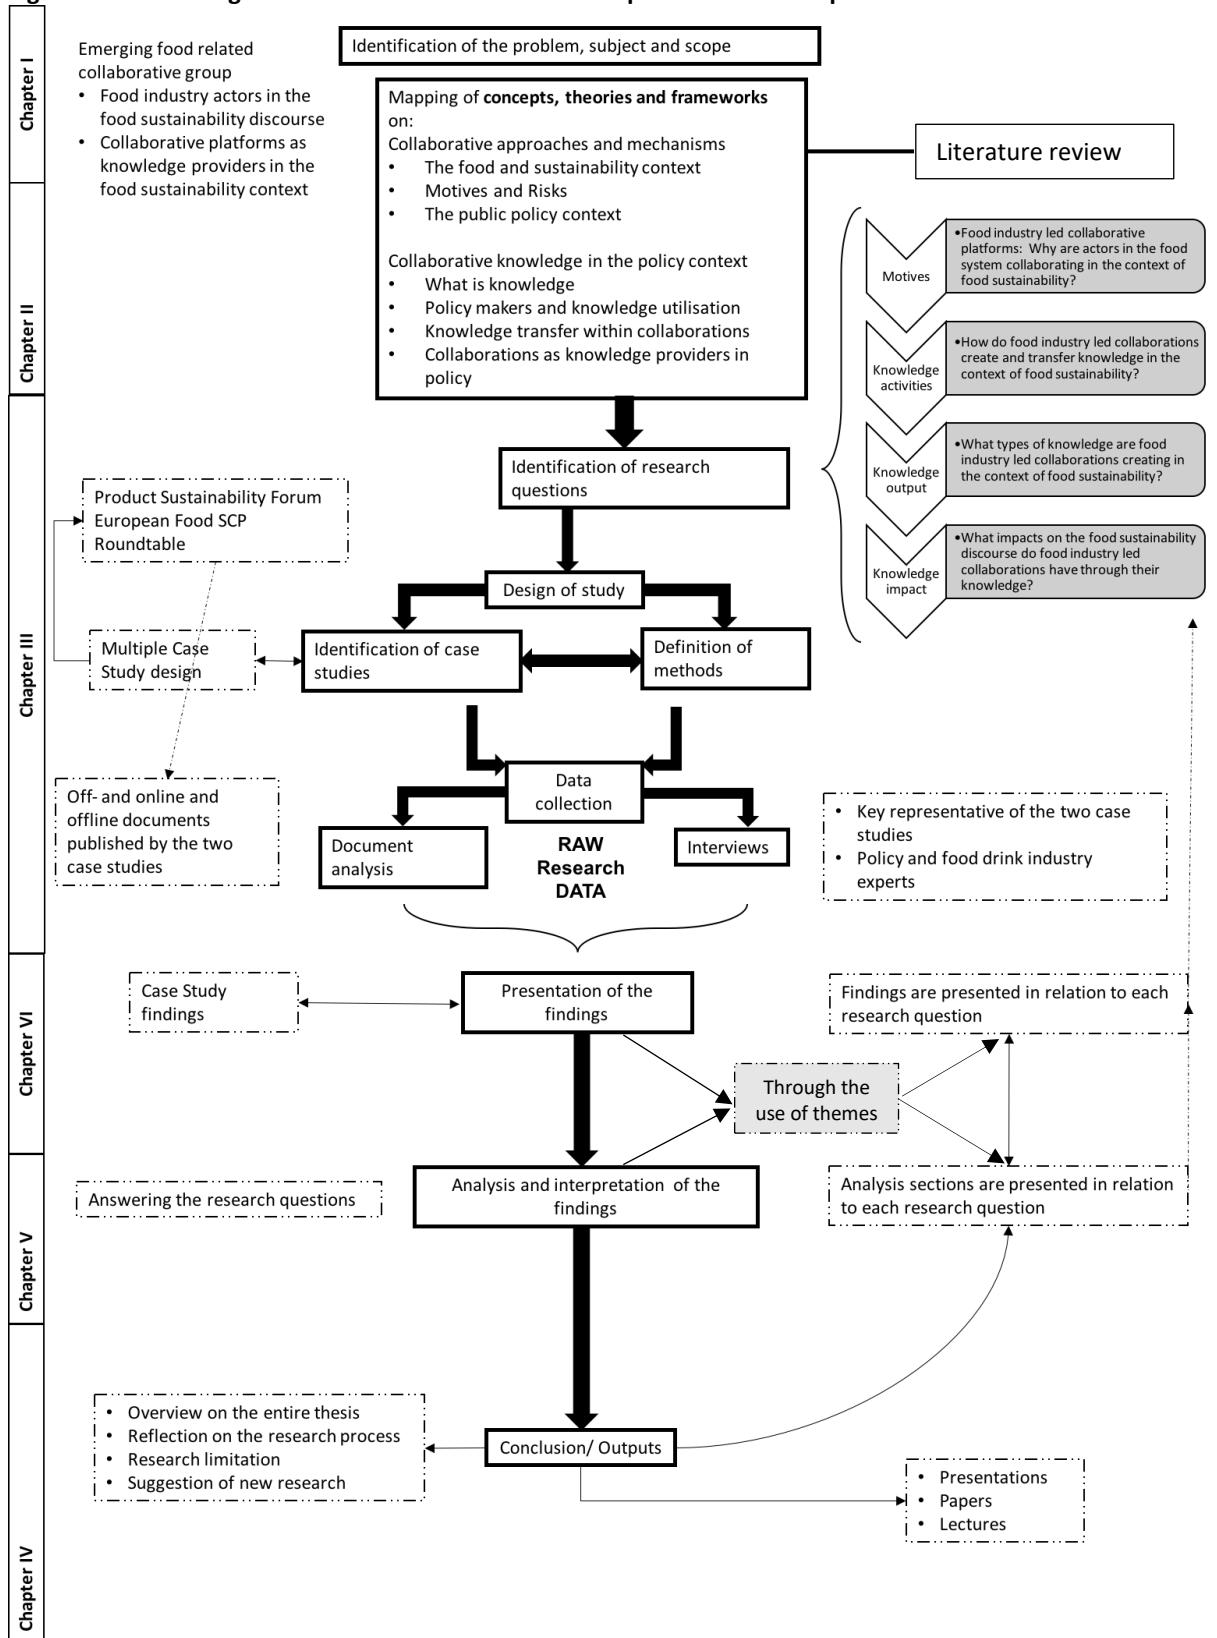 Chapter I
Chapter II
Chapter III
Chapter VI
Chapter V
Chapter IV
Emerging food related
collaborative group
• Food industry actors in the
food sustainability discourse
• Collaborative platforms as
knowledge providers in the
food sustainability context
Identification of the problem, subject and scope
Mapping of concepts, theories and frameworks
on:
Collaborative approaches and mechanisms
• The food and sustainability context
• Motives and Risks
• The public policy context
Collaborative knowledge in the policy context
• What is knowledge
• Policy makers and knowledge utilisation
• Knowledge transfer within collaborations
• Collaborations as knowledge providers in
policy
Literature review
Motives
•Food industry led collaborative
platforms: Why are actors in the food
system collaborating in the context of
food sustainability?
Knowledge
activities
•How do food industry led collaborations
create and transfer knowledge in the
context of food sustainability?
Knowledge
output
•What types of knowledge are food
industry led collaborations creating in
the context of food sustainability?
Knowledge
impact
•What impacts on the food sustainability
discourse do food industry led
collaborations have through their
knowledge?
Identification of research
questions
Product Sustainability Forum
European Food SCP
Roundtable
Design of study
Multiple Case
Study design
Identification of case
studies
Definition of
methods
Data
collection
Off- and online and
offline documents
published by the two
case studies
Document
analysis
RAW
Research
DATA
Interviews
• Key representative of the two case
studies
• Policy and food drink industry
experts
Case Study
findings
Presentation of the
findings
Findings are presented in relation to each
research question
Through the
use of themes
Answering the research questions
Analysis and interpretation of the
findings
Analysis sections are presented in relation
to each research question
• Overview on the entire thesis
• Reflection on the research process
• Research limitation
• Suggestion of new research
Conclusion/ Outputs
• Presentations
• Papers
• Lectures